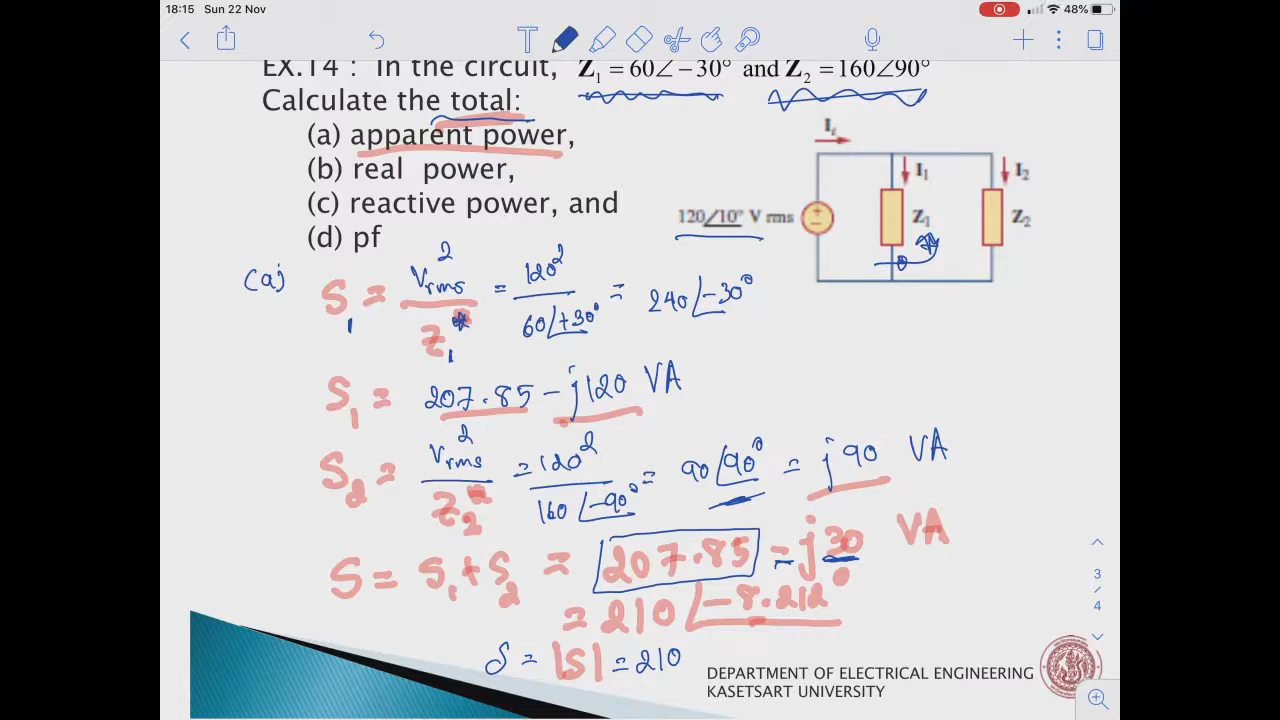 18:15 Sun 22 Nov
48%
EX.14 : In the circuit, Z₁ = 60∠−30° and Z₂ = 160∠90°
Calculate the total:
(a) apparent power,
(b) real power,
(c) reactive power, and
(d) pf
I₁ I₂
120/10° V rms
Z₁ Z₂
(a) S₁ = Vrms² / Z₁* = 120² / 60∠+30° = 240∠−30°
S₁ = 207.85 − j120 VA
S₂ = Vrms² / Z₂* = 120² / 160∠−90° = 90∠90° = j90 VA
S = S₁ + S₂ = 207.85 − j30 VA
= 210∠−8.212°
S = |S| = 210
3
/
4
DEPARTMENT OF ELECTRICAL ENGINEERING
KASETSART UNIVERSITY